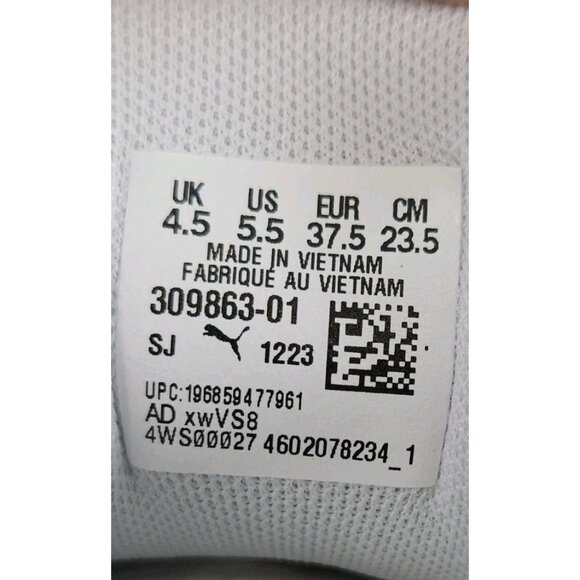 UK US EUR CM
4.5 5.5 37.5 23.5
MADE IN VIETNAM
FABRIQUÉ AU VIETNAM
309863-01
SJ 1223
UPC:196859477961
AD xwVS8
4WS00027 4602078234_1